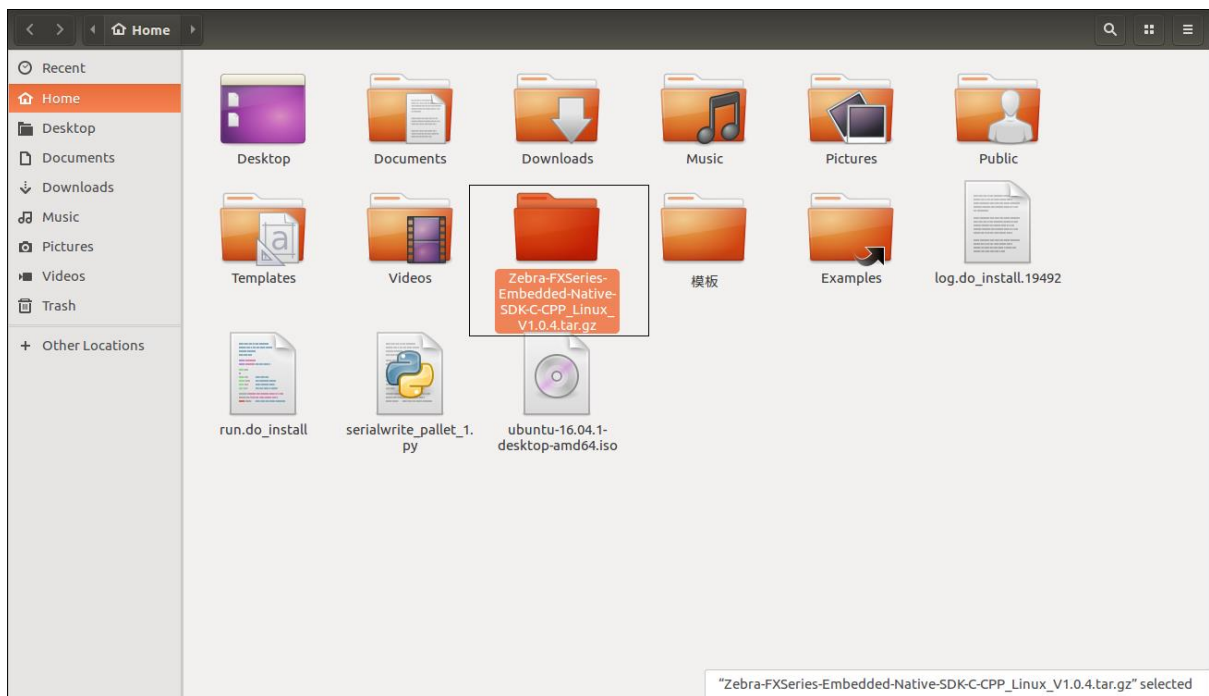 Home
Recent
Home
Desktop
Documents
Downloads
Music
Pictures
Videos
Trash
+ Other Locations
Desktop
Documents
Downloads
Music
Pictures
Public
Templates
Videos
Zebra-FXSeries-
Embedded-Native-
SDK-C-CPP_Linux_
V1.0.4.tar.gz
模板
Examples
log.do_install.19492
run.do_install
serialwrite_pallet_1.
py
ubuntu-16.04.1-
desktop-amd64.iso
"Zebra-FXSeries-Embedded-Native-SDK-C-CPP_Linux_V1.0.4.tar.gz" selected